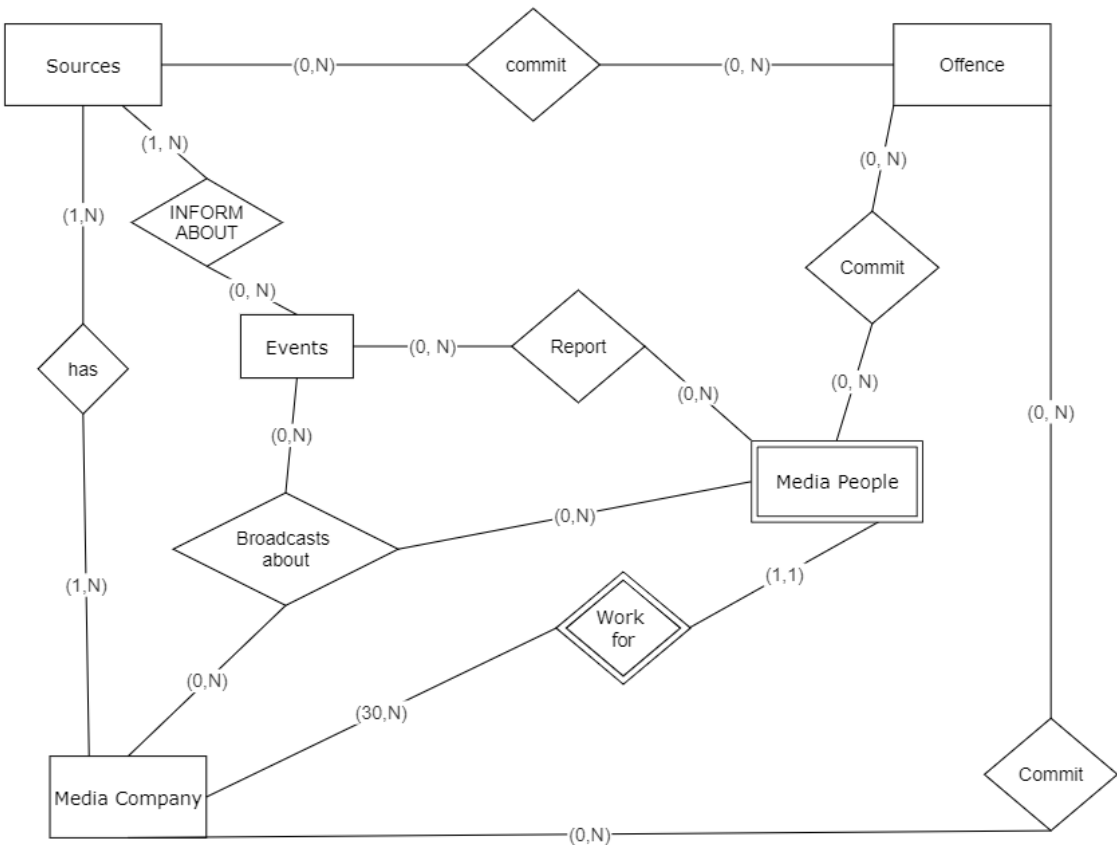 Sources
(0,N)
commit
(0, N)
Offence
(1, N)
(0, N)
(1,N)
INFORM
ABOUT
Commit
(0, N)
Events
(0, N)
Report
has
(0, N)
(0,N)
(0, N)
(0,N)
Media People
(0,N)
Broadcasts
about
(1,N)
(1,1)
Work
for
(0,N)
(30,N)
Commit
Media Company
(0,N)